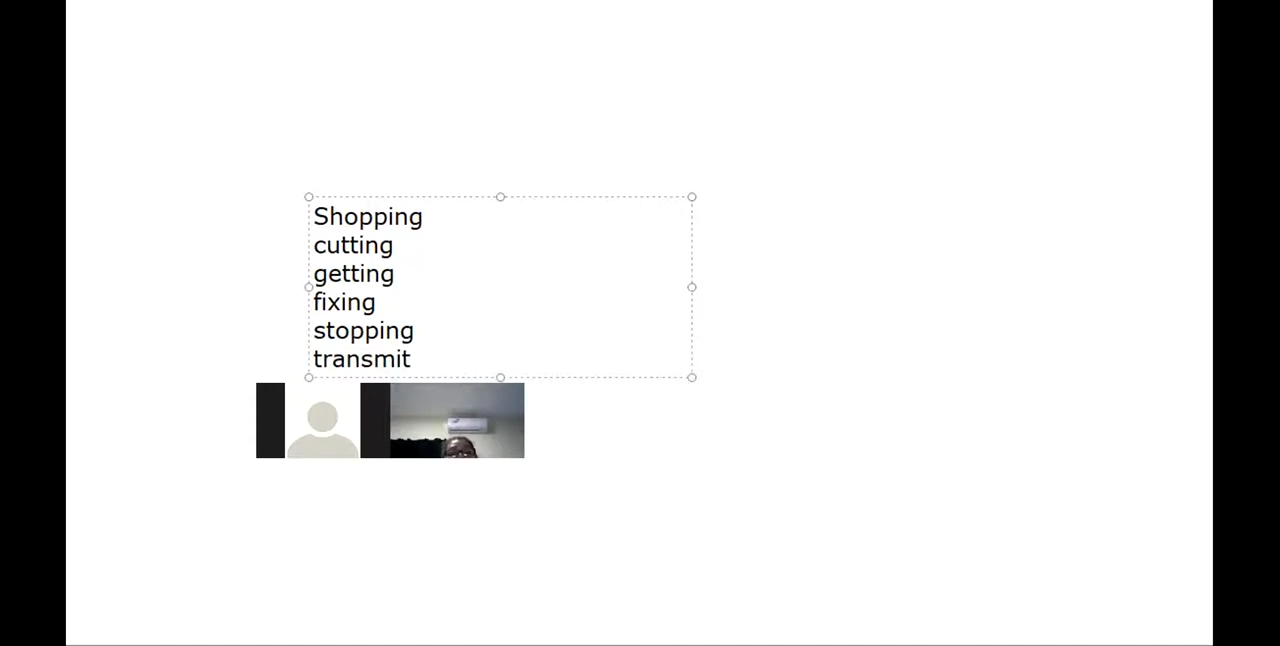 Shopping
cutting
getting
fixing
stopping
transmit